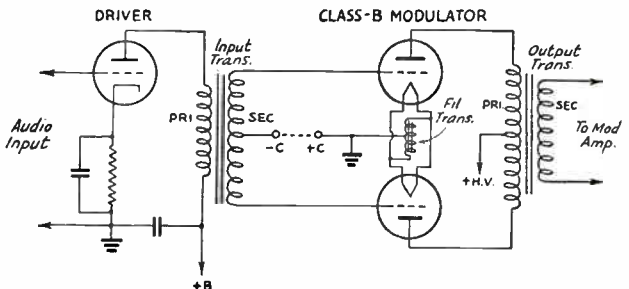 DRIVER
CLASS-B MODULATOR
Input
Trans.
Output
Trans.
PRI
SEC
Fil
Trans.
PRI.
SEC
Audio
Input
-C
+C
To Mod
Amp.
+H.V.
+B